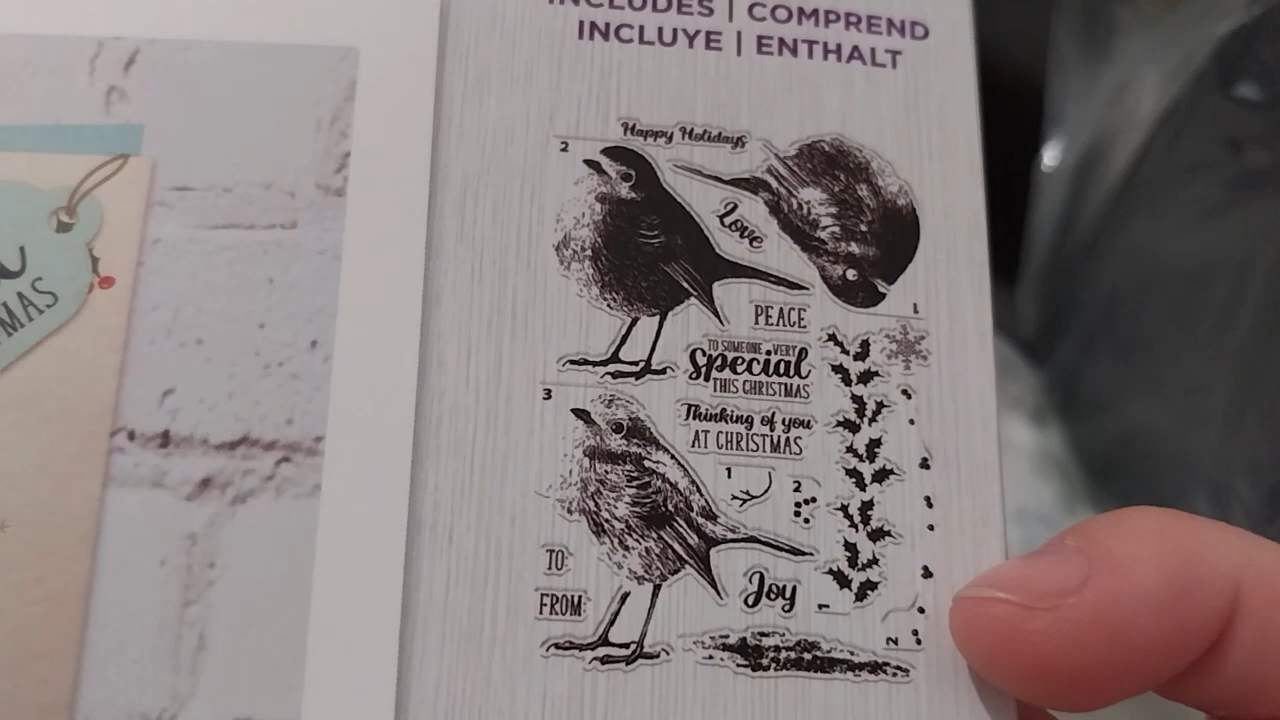 INCLUDES | COMPREND
INCLUYE | ENTHALT
Happy Holidays
2
Love
1
PEACE
TO SOMEONE VERY
Special
THIS CHRISTMAS
3
Thinking of you
AT CHRISTMAS
1
2
TO
FROM
Joy
1
2
MAS